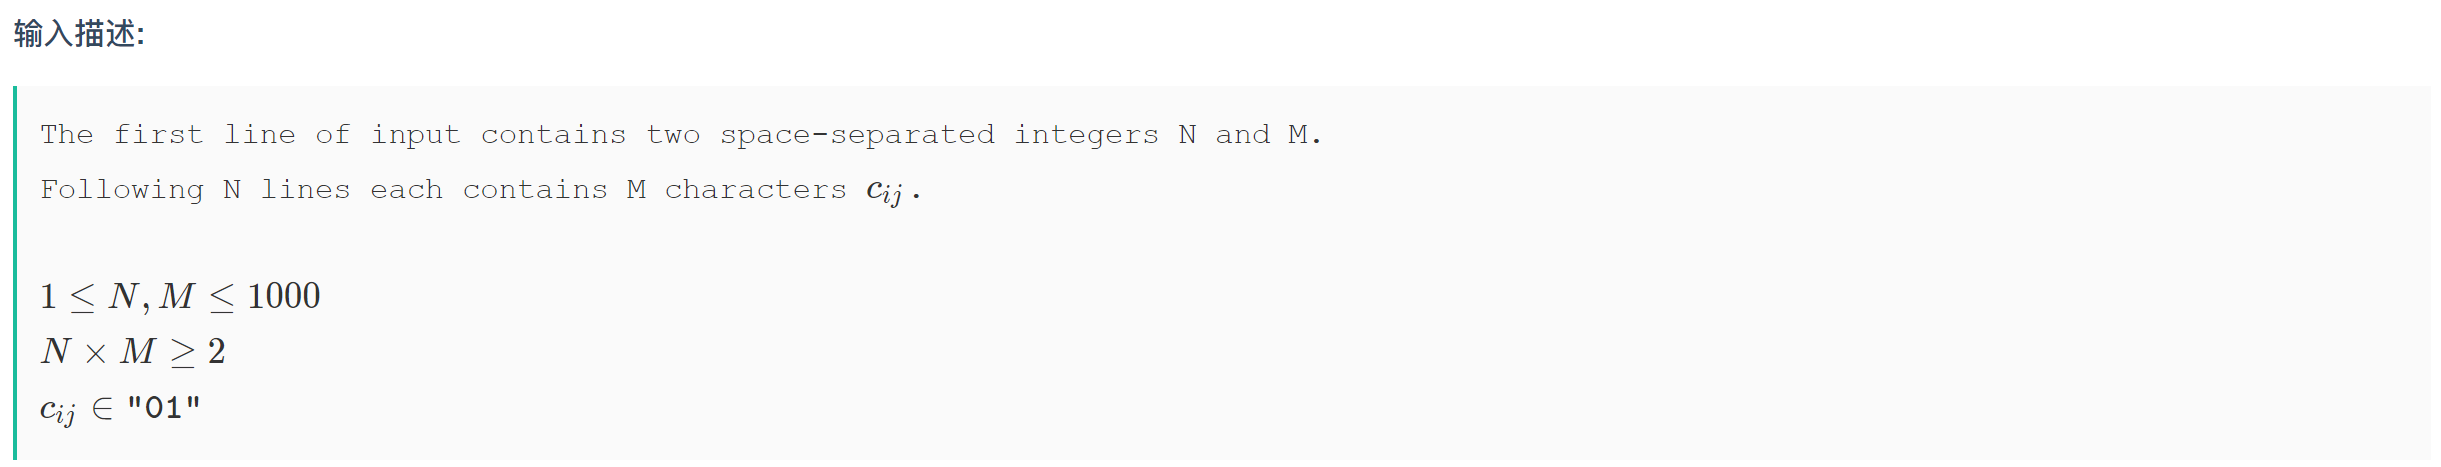 输入描述:
The first line of input contains two space-separated integers N and M.
Following N lines each contains M characters $c_{ij}$.
$1 \leq N, M \leq 1000$
$N \times M \geq 2$
$c_{ij} \in$ "01"